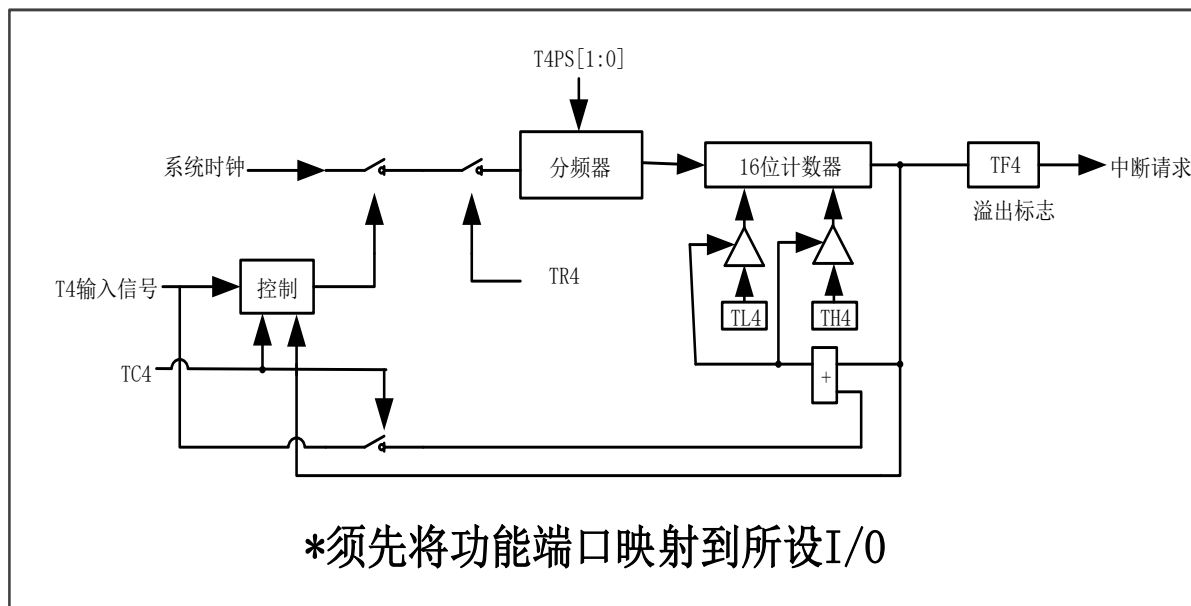 T4PS[1:0]
系统时钟
分频器
16位计数器
TF4
中断请求
溢出标志
T4输入信号
控制
TR4
TL4
TH4
TC4
+
*须先将功能端口映射到所设I/O